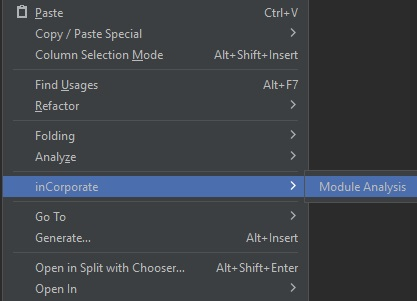 Paste Ctrl+V
Copy / Paste Special
Column Selection Mode Alt+Shift+Insert
Find Usages Alt+F7
Refactor
Folding
Analyze
inCorporate Module Analysis
Go To
Generate... Alt+Insert
Open in Split with Chooser... Alt+Shift+Enter
Open In